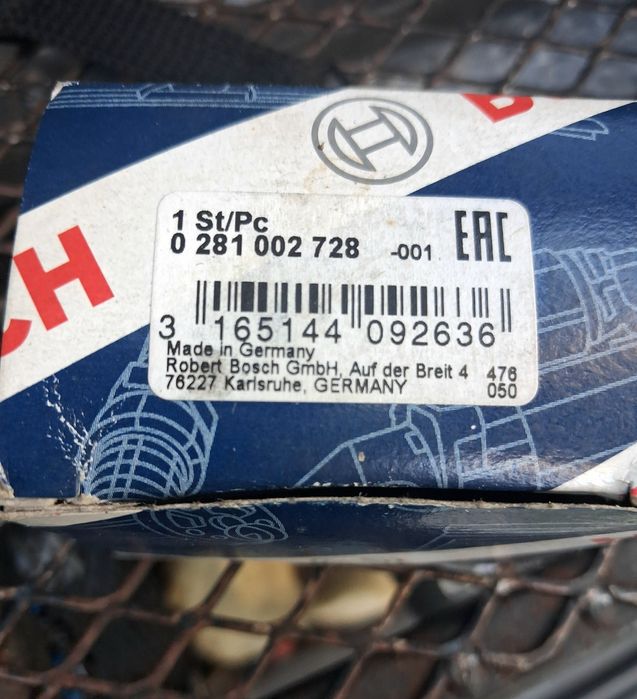 CH
B
1 St/Pc
0 281 002 728 -001 EAC
3 165144 092636
Made in Germany
Robert Bosch GmbH, Auf der Breit 4 476
76227 Karlsruhe, GERMANY 050